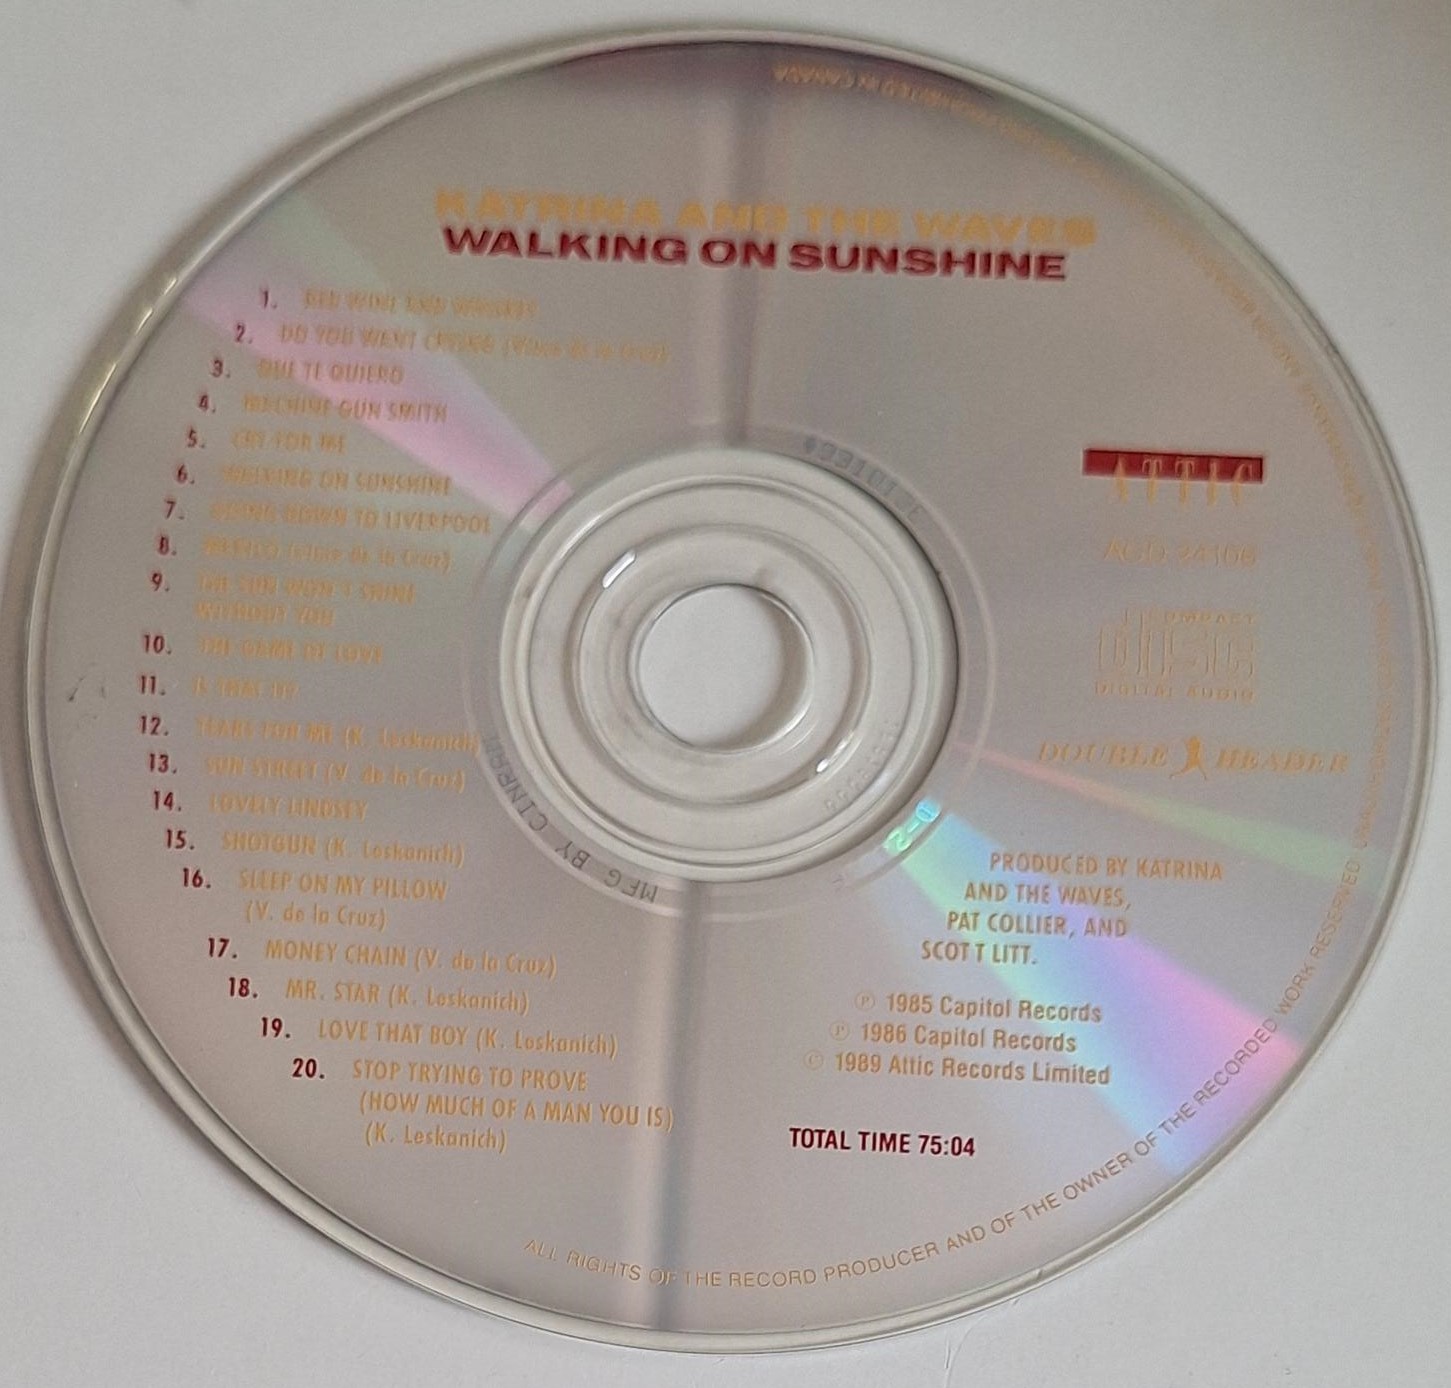 KATRINA AND THE WAVES
WALKING ON SUNSHINE
1. RED WINE AND WHISKEY
2. DO YOU WANT CRYING (Vince de la Cruz)
3. QUE TE QUIERO
4. MACHINE GUN SMITH
5. CRY FOR ME
6. WALKING ON SUNSHINE
7. GOING DOWN TO LIVERPOOL
8. MEXICO (Vince de la Cruz)
9. THE SUN WON'T SHINE
WITHOUT YOU
10. THE GAME OF LOVE
11. IS THAT IT?
12. TEARS FOR ME (K. Leskanich)
13. SUN STREET (V. de la Cruz)
14. LOVELY LINDSEY
15. SHOTGUN (K. Leskanich)
16. SLEEP ON MY PILLOW
(V. de la Cruz)
17. MONEY CHAIN (V. de la Cruz)
18. MR. STAR (K. Leskanich)
19. LOVE THAT BOY (K. Leskanich)
20. STOP TRYING TO PROVE
(HOW MUCH OF A MAN YOU IS)
(K. Leskanich)
ATTIC
COMPACT
disc
DIGITAL AUDIO
DOUBLE HEADER
PRODUCED BY KATRINA
AND THE WAVES,
PAT COLLIER, AND
SCOTT LITT.
℗ 1985 Capitol Records
℗ 1986 Capitol Records
© 1989 Attic Records Limited
TOTAL TIME 75:04
ALL RIGHTS OF THE RECORD PRODUCER AND OF THE OWNER OF THE RECORDED WORK RESERVED.
IN CANADA
MFG BY CINRAM